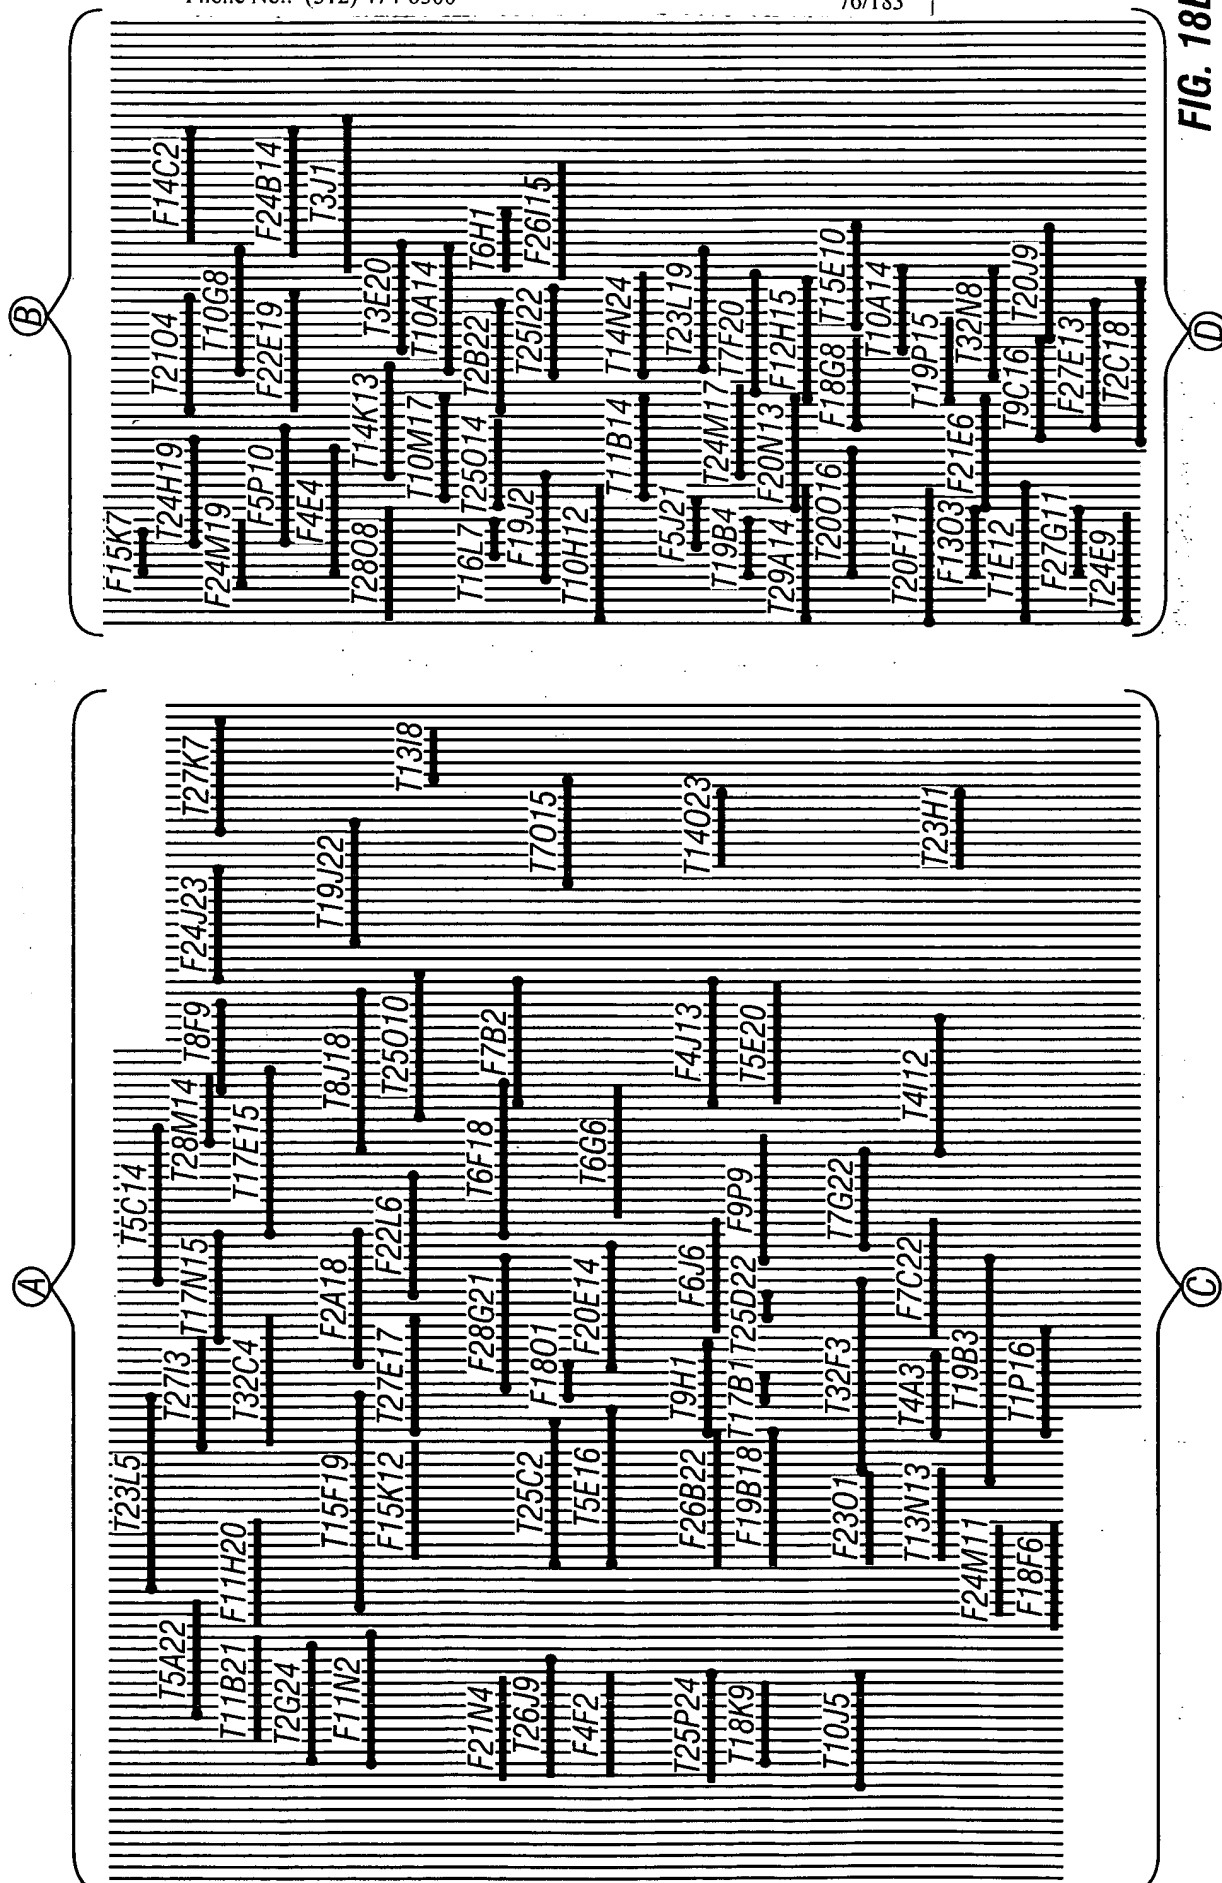 Phone No.: (312) 474-6300
76/183
FIG. 18
B
F14C2
F24B14
T3J1
T6H1
F26I15
T21O4
T10G8
F22E19
T3E20
T10A14
T2B22
T25I22
T14N24
T23L19
T7F20
F12H15
T15E10
T10A14
T19P15
T32N8
T20J9
T9C16
F27E13
T2C18
T24H19
F5P10
F4E4
T14K13
T10M17
T25O14
T11B14
T24M17
F20N13
F18G8
F21E6
F15K7
F24M19
T28O8
T16L7
F19J2
T10H12
F5J21
T19B4
T29A14
T20O16
T20F11
F13O3
T1E12
F27G11
T24E9
D
A
T27K7
T13I8
F24J23
T19J22
T7O15
T14O23
T23H1
T8F9
T28M14
T17E15
T5C14
T8J18
T25O10
F7B2
T6F18
T6G6
F4J13
T5E20
T4I12
T17N15
F2A18
F22L6
F28G21
F20E14
F6J6
F9P9
T25D22
T7G22
F7C22
T27I3
T32C4
T27E17
F18O1
T9H1
T17B1
T32F3
T4A3
T19B3
T1P16
T23L5
T15F19
F15K12
T25C2
T5E16
F26B22
F19B18
F23O1
T13N13
F24M11
F18F6
F11H20
T5A22
T11B21
T2G24
F11N2
F21N4
T26J9
F4F2
T25P24
T18K9
T10J5
C